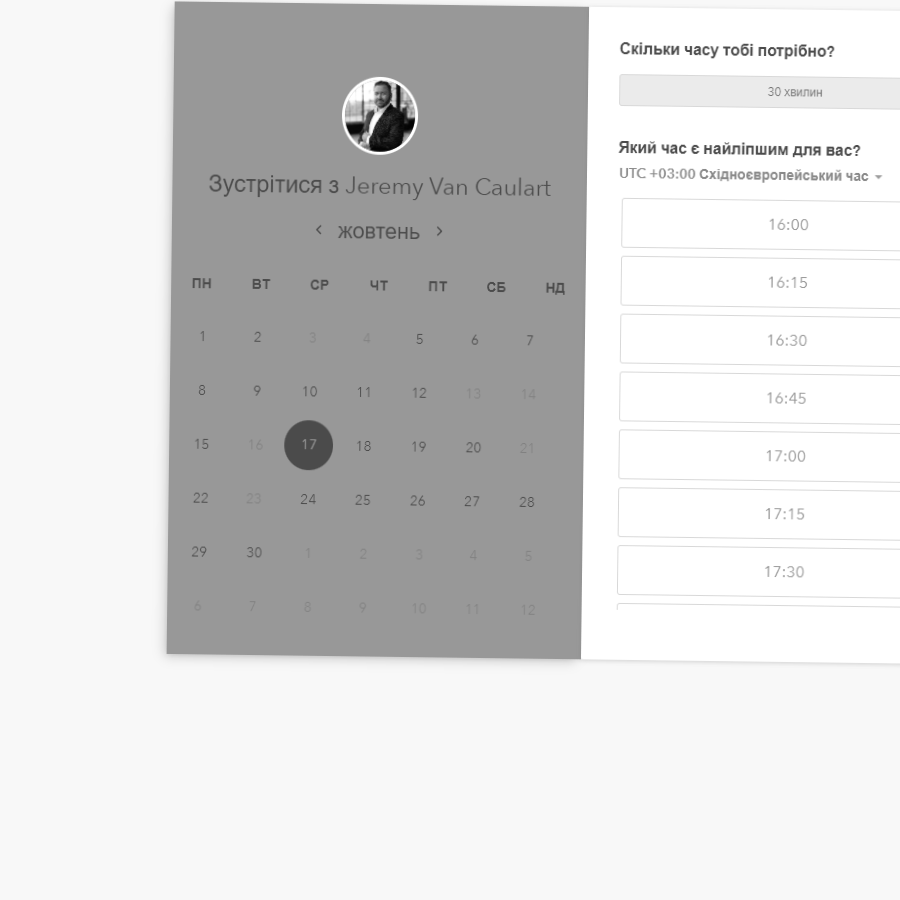 Зустрітися з Jeremy Van Caulart
жовтень
ПН ВТ СР ЧТ ПТ СБ НД
1 2 3 4 5 6 7
8 9 10 11 12 13 14
15 16 17 18 19 20 21
22 23 24 25 26 27 28
29 30 1 2 3 4 5
6 7 8 9 10 11 12
Скільки часу тобі потрібно?
30 хвилин
Який час є найліпшим для вас?
UTC +03:00 Східноєвропейський час
16:00
16:15
16:30
16:45
17:00
17:15
17:30